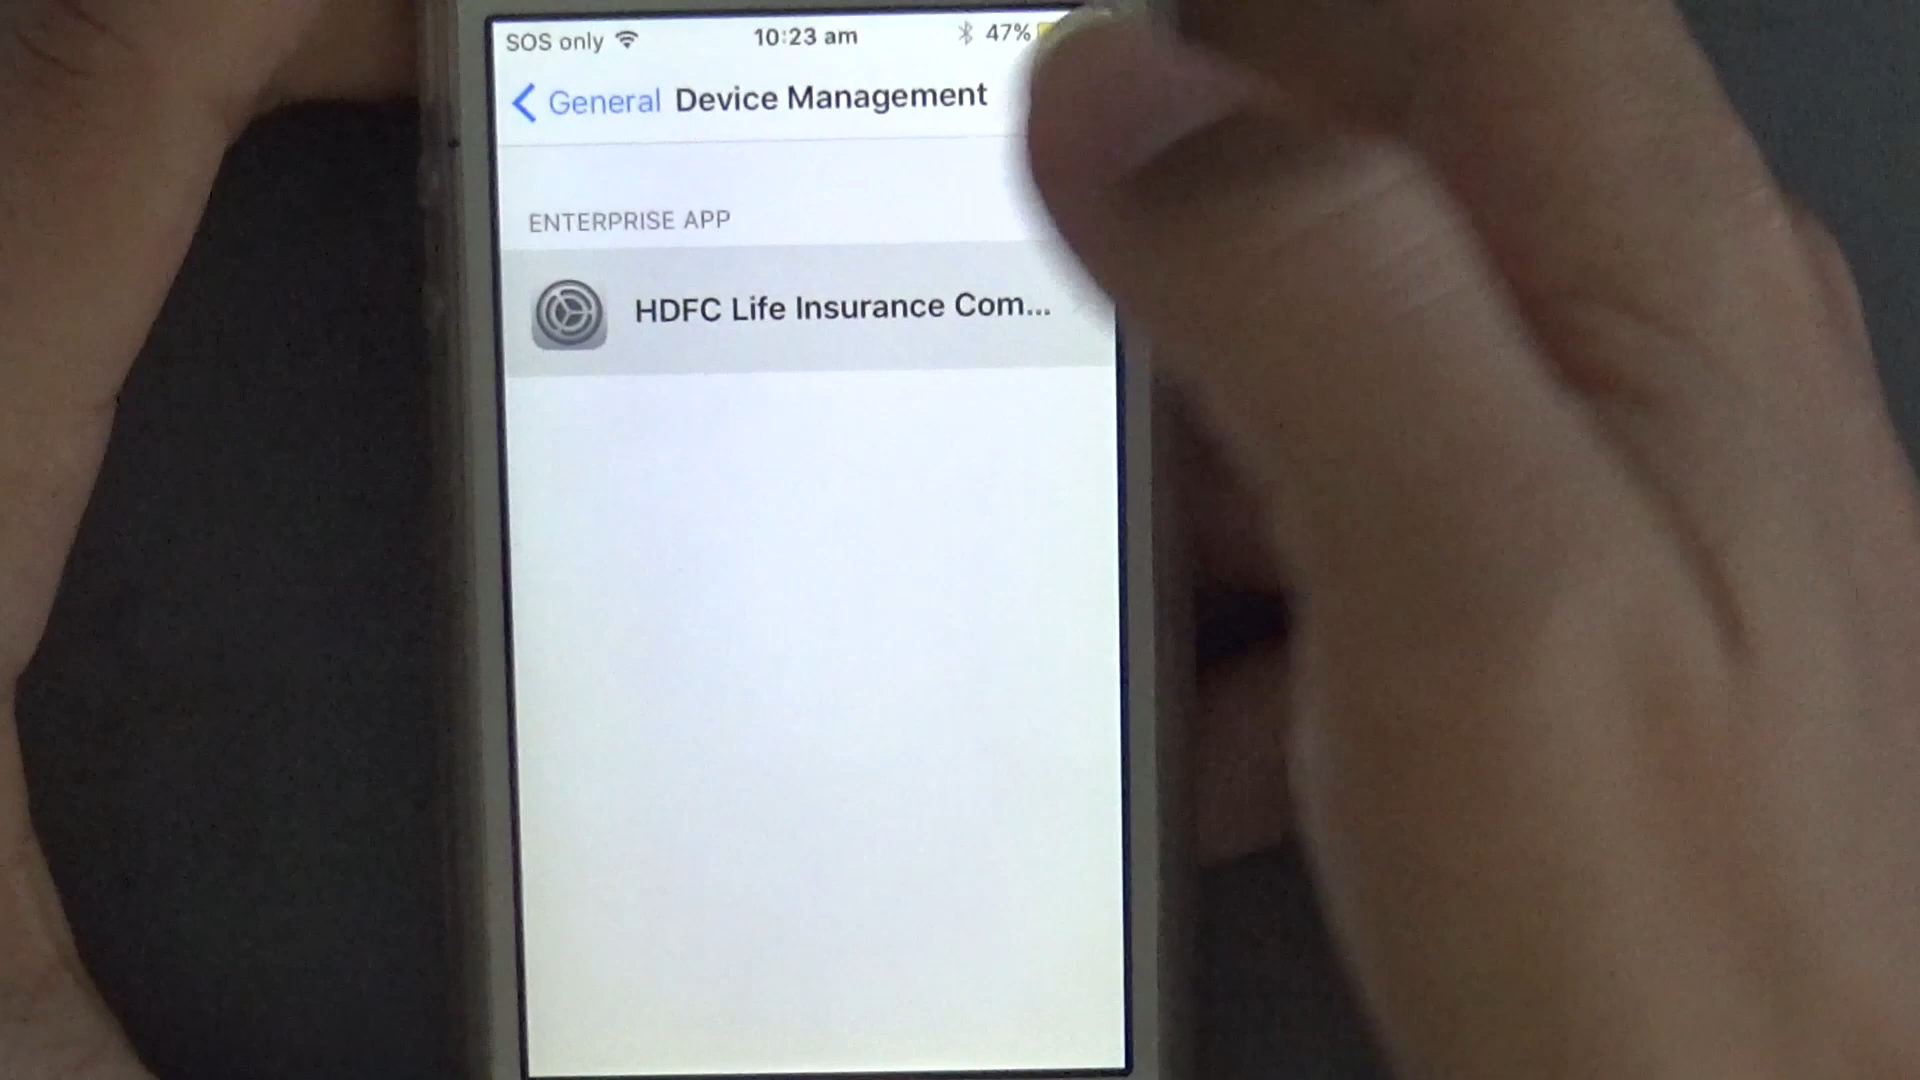 SOS only 10:23 am 47%
General Device Management
ENTERPRISE APP
HDFC Life Insurance Com...